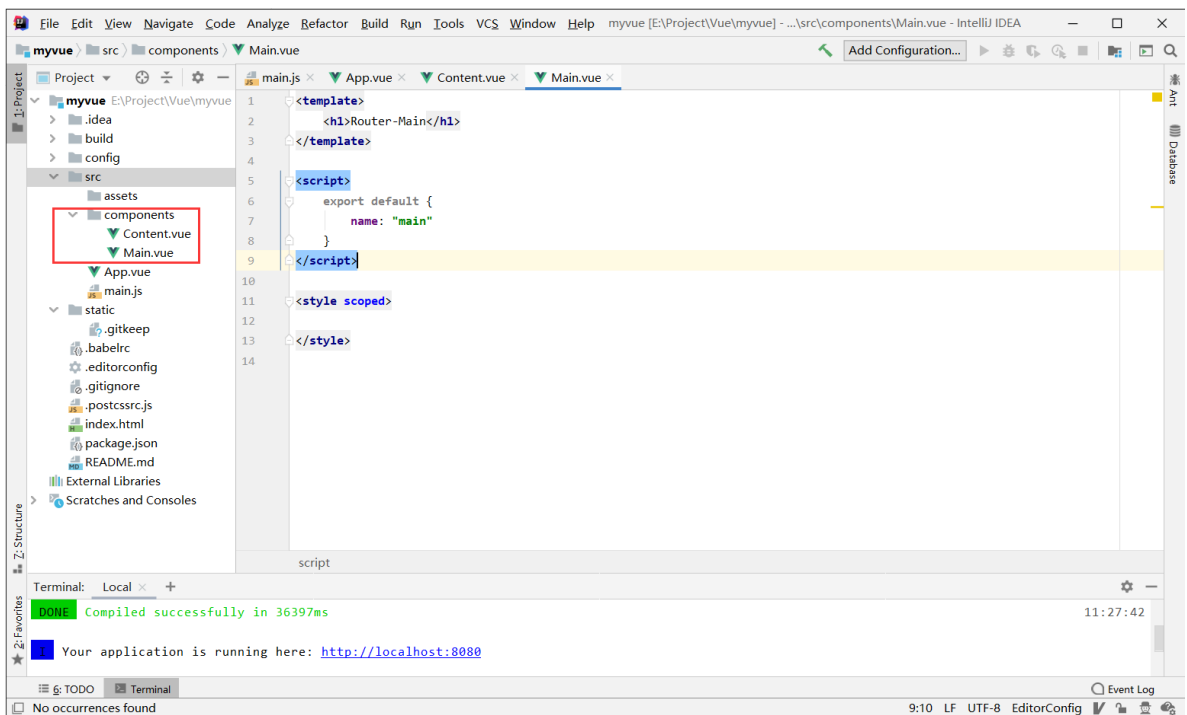 File Edit View Navigate Code Analyze Refactor Build Run Tools VCS Window Help myvue [E:\Project\Vue\myvue] - ...\src\components\Main.vue - IntelliJ IDEA
myvue src components Main.vue Add Configuration...
1: Project
Project
main.js App.vue Content.vue Main.vue
Ant
Database
myvue E:\Project\Vue\myvue
.idea
build
config
src
assets
components
Content.vue
Main.vue
App.vue
main.js
static
.gitkeep
.babelrc
.editorconfig
.gitignore
.postcssrc.js
index.html
package.json
README.md
External Libraries
Scratches and Consoles
1 <template>
2 <h1>Router-Main</h1>
3 </template>
4
5 <script>
6 export default {
7 name: "main"
8 }
9 </script>
10
11 <style scoped>
12
13 </style>
14
script
Z: Structure
2: Favorites
Terminal: Local +
DONE Compiled successfully in 36397ms 11:27:42
I Your application is running here: http://localhost:8080
6: TODO Terminal Event Log
No occurrences found 9:10 LF UTF-8 EditorConfig